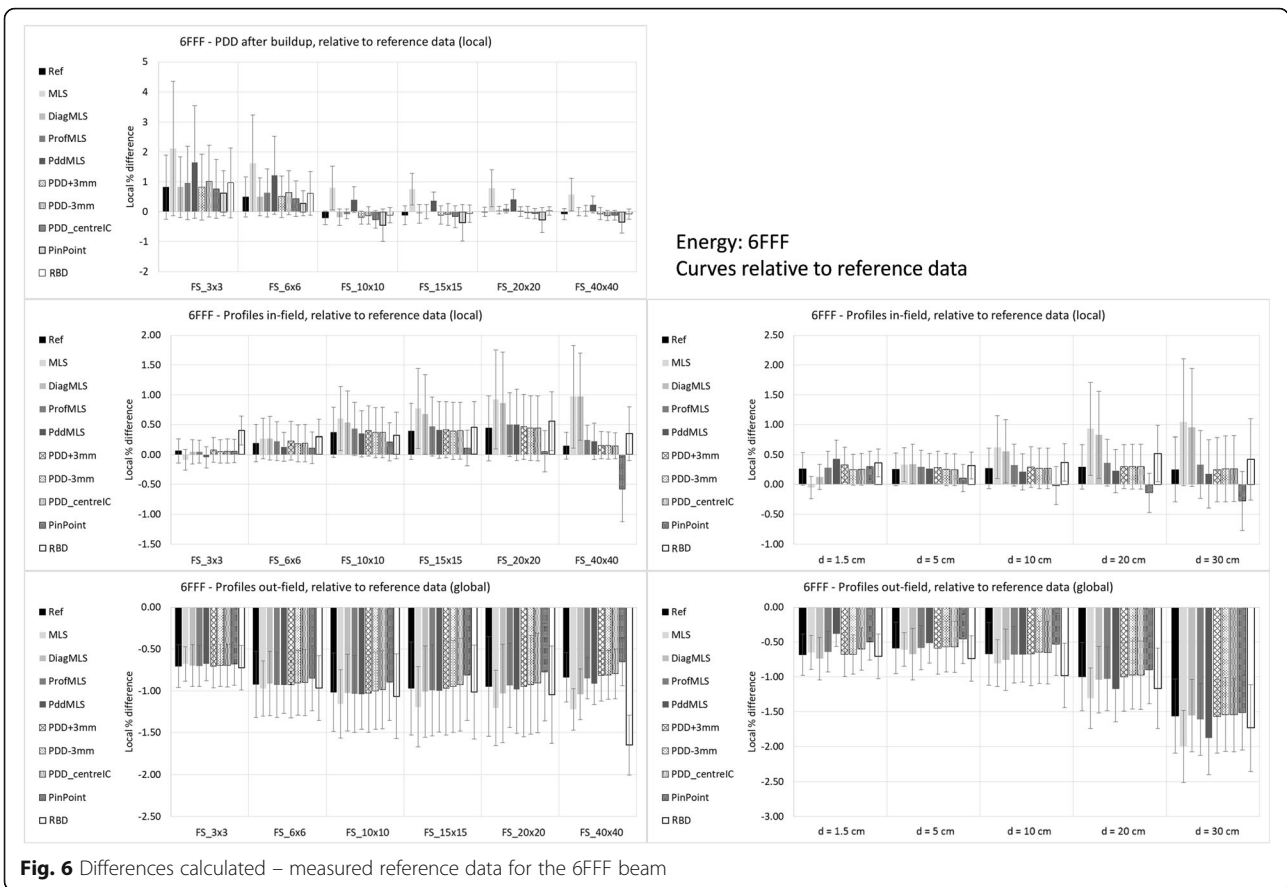 6FFF - PDD after buildup, relative to reference data (local)
Ref
MLS
DiagMLS
ProfMLS
PddMLS
PDD+3mm
PDD-3mm
PDD_centreIC
PinPoint
RBD
Local % difference
5
4
3
2
1
0
-1
-2
FS_3x3 FS_6x6 FS_10x10 FS_15x15 FS_20x20 FS_40x40
Energy: 6FFF
Curves relative to reference data
6FFF - Profiles in-field, relative to reference data (local)
Ref
MLS
DiagMLS
ProfMLS
PddMLS
PDD+3mm
PDD-3mm
PDD_centreIC
PinPoint
RBD
Local % difference
2.00
1.50
1.00
0.50
0.00
-0.50
-1.00
-1.50
FS_3x3 FS_6x6 FS_10x10 FS_15x15 FS_20x20 FS_40x40
6FFF - Profiles in-field, relative to reference data (local)
Ref
MLS
DiagMLS
ProfMLS
PddMLS
PDD+3mm
PDD-3mm
PDD_centreIC
PinPoint
RBD
Local % difference
2.50
2.00
1.50
1.00
0.50
0.00
-0.50
-1.00
d = 1.5 cm d = 5 cm d = 10 cm d = 20 cm d = 30 cm
6FFF - Profiles out-field, relative to reference data (global)
Ref
MLS
DiagMLS
ProfMLS
PddMLS
PDD+3mm
PDD-3mm
PDD_centreIC
PinPoint
RBD
Local % difference
0.00
-0.50
-1.00
-1.50
-2.00
-2.50
FS_3x3 FS_6x6 FS_10x10 FS_15x15 FS_20x20 FS_40x40
6FFF - Profiles out-field, relative to reference data (global)
Ref
MLS
DiagMLS
ProfMLS
PddMLS
PDD+3mm
PDD-3mm
PDD_centreIC
PinPoint
RBD
Local % difference
0.00
-0.50
-1.00
-1.50
-2.00
-2.50
-3.00
d = 1.5 cm d = 5 cm d = 10 cm d = 20 cm d = 30 cm
Fig. 6 Differences calculated – measured reference data for the 6FFF beam